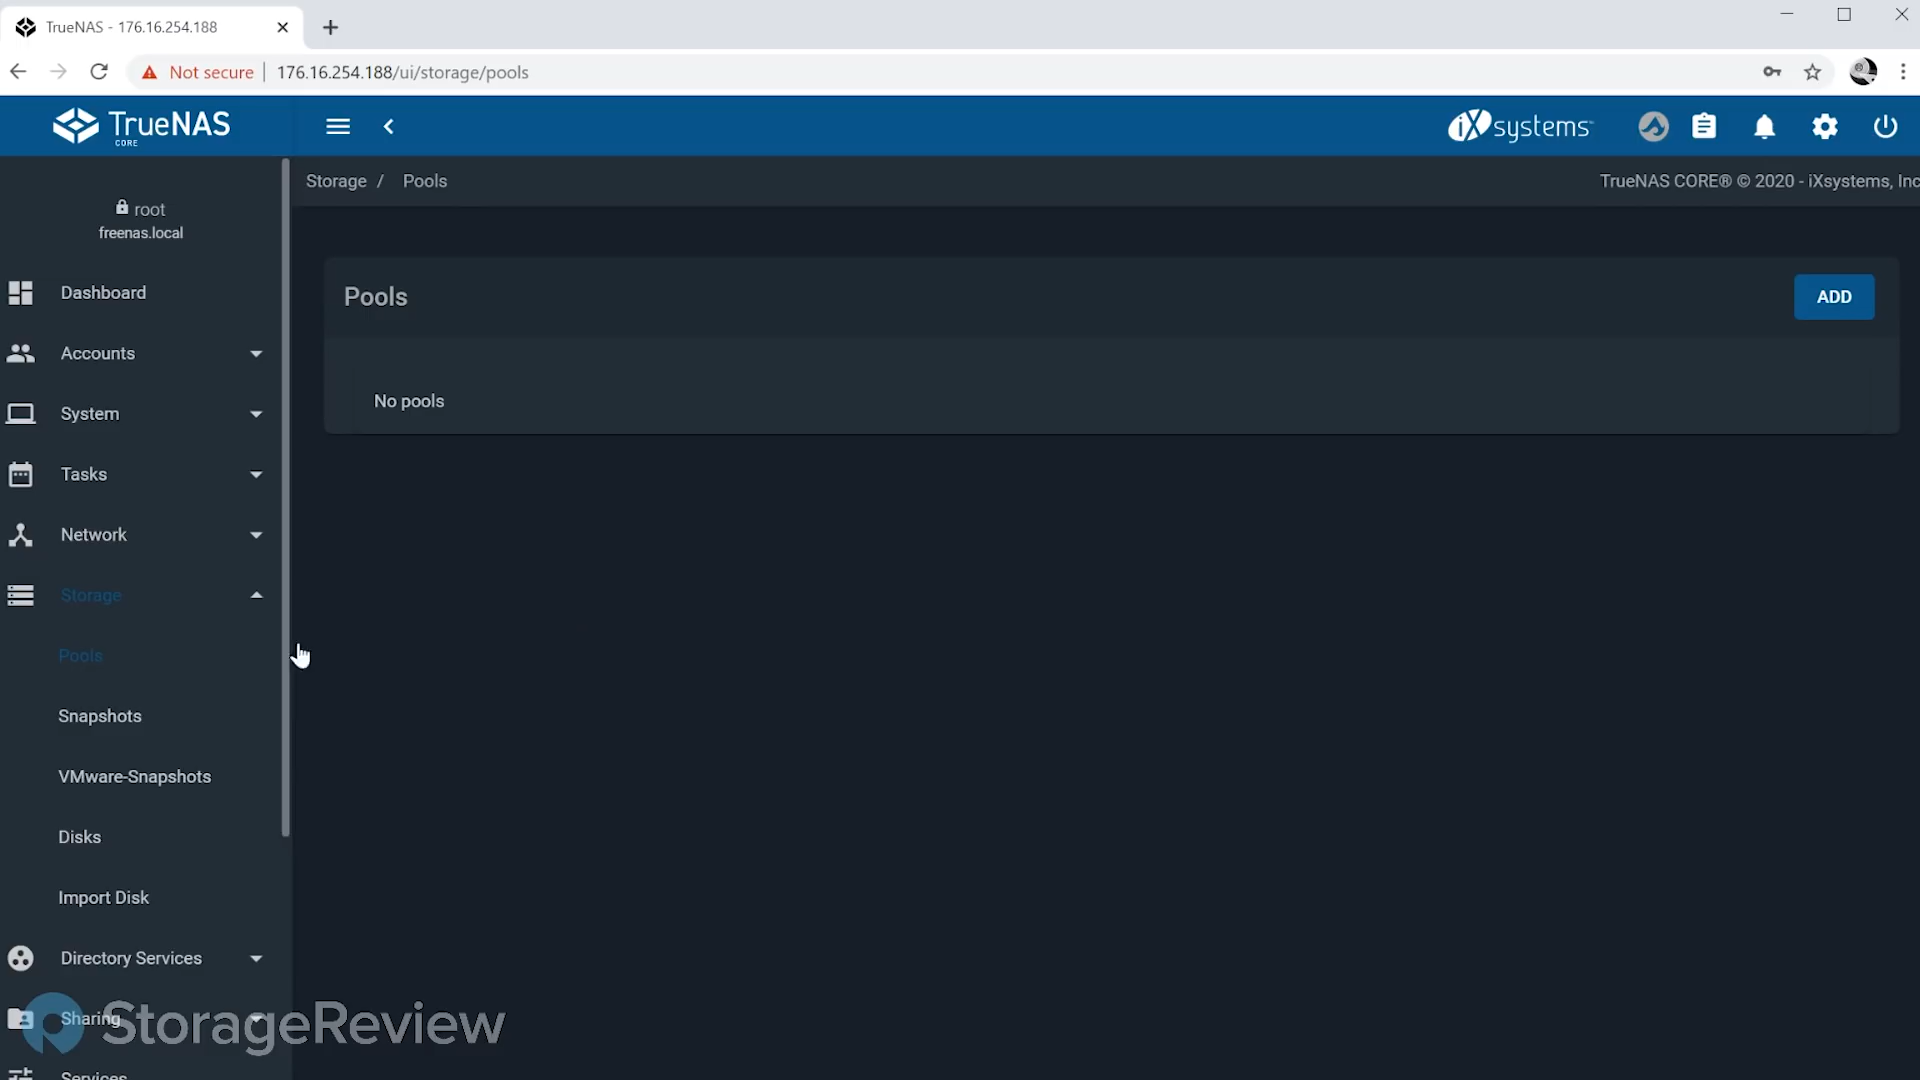 TrueNAS - 176.16.254.188
Not secure
176.16.254.188/ui/storage/pools
TrueNAS
CORE
iXsystems
Storage / Pools
TrueNAS CORE® © 2020 - iXsystems, Inc
root
freenas.local
Dashboard
Accounts
System
Tasks
Network
Storage
Pools
Snapshots
VMware-Snapshots
Disks
Import Disk
Directory Services
Sharing
Services
Pools
ADD
No pools
StorageReview